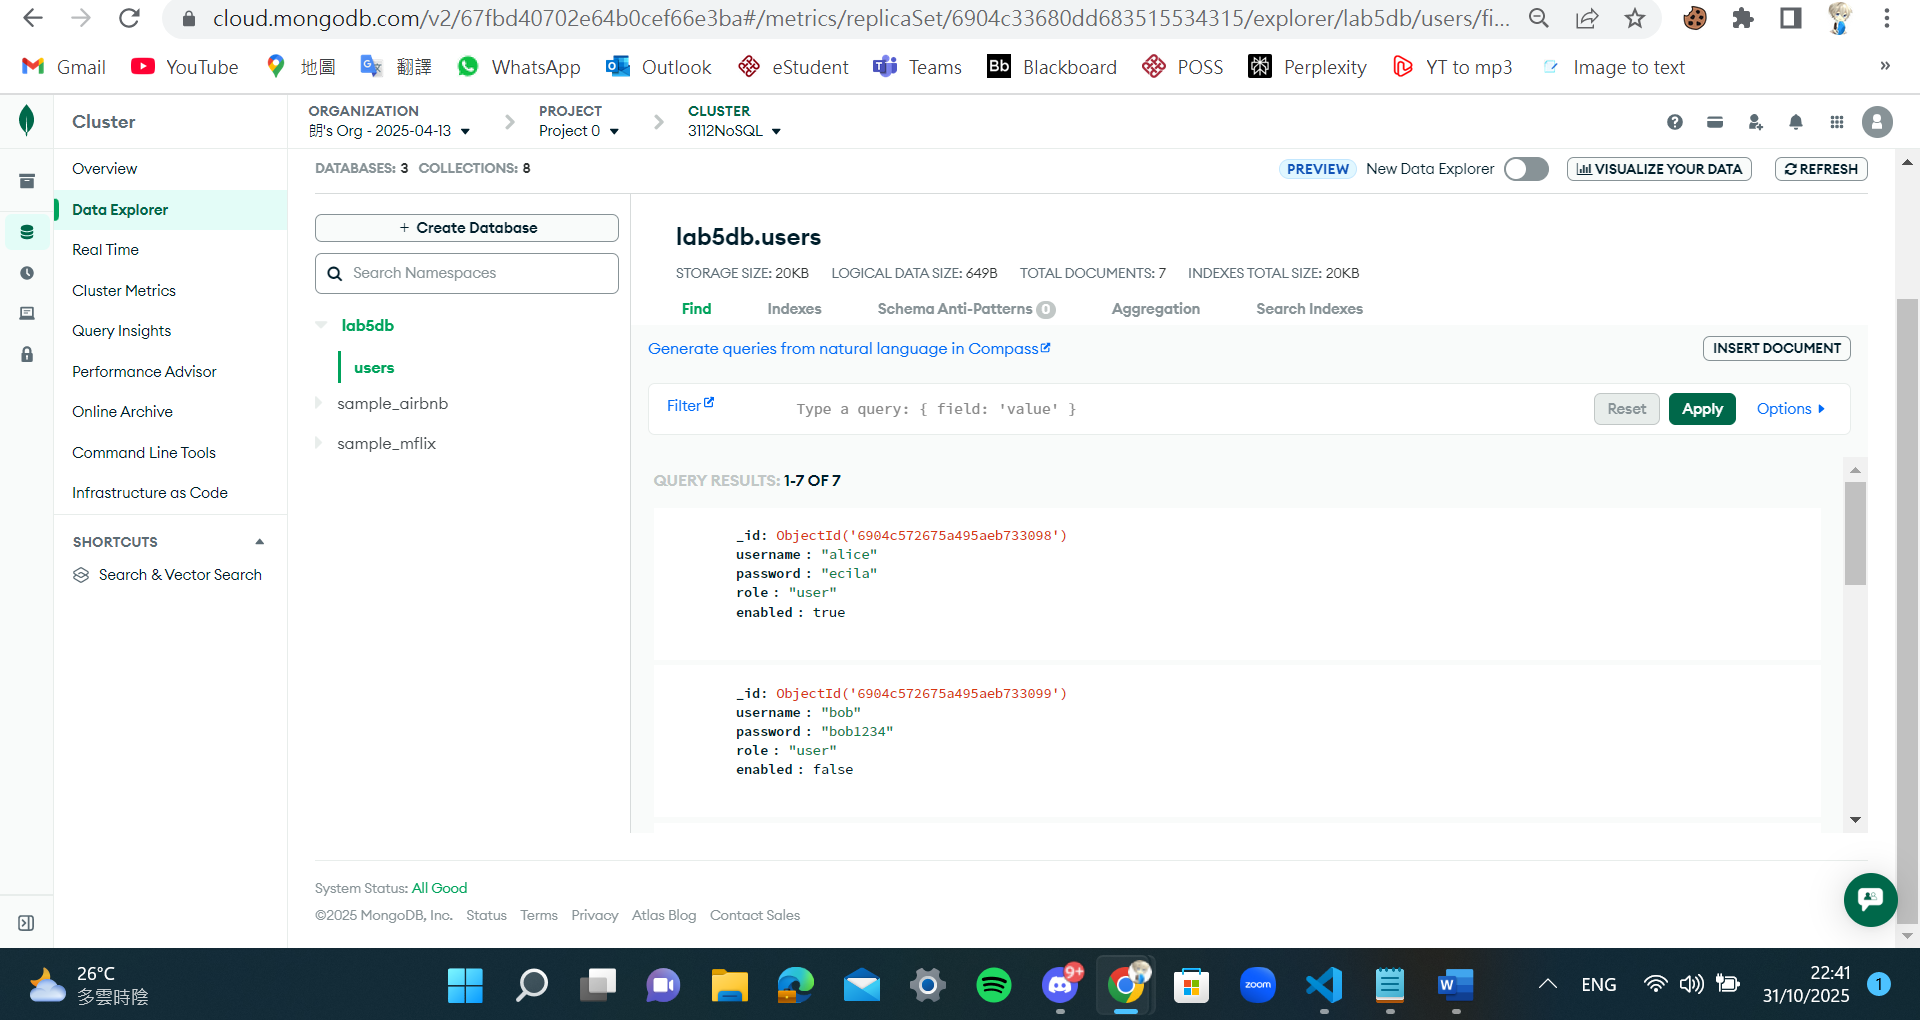 cloud.mongodb.com/v2/67fbd40702e64b0cef66e3ba#/metrics/replicaSet/6904c33680dd683515534315/explorer/lab5db/users/fi...
Gmail YouTube 地圖 翻譯 WhatsApp Outlook eStudent Teams Bb Blackboard POSS Perplexity YT to mp3 Image to text »
Cluster
ORGANIZATION PROJECT CLUSTER
朗's Org - 2025-04-13 Project 0 3112NoSQL
Overview
Data Explorer
Real Time
Cluster Metrics
Query Insights
Performance Advisor
Online Archive
Command Line Tools
Infrastructure as Code
SHORTCUTS
Search & Vector Search
DATABASES: 3 COLLECTIONS: 8
PREVIEW New Data Explorer VISUALIZE YOUR DATA REFRESH
+ Create Database
Search Namespaces
lab5db
users
sample_airbnb
sample_mflix
lab5db.users
STORAGE SIZE: 20KB LOGICAL DATA SIZE: 649B TOTAL DOCUMENTS: 7 INDEXES TOTAL SIZE: 20KB
Find Indexes Schema Anti-Patterns 0 Aggregation Search Indexes
Generate queries from natural language in Compass
INSERT DOCUMENT
Filter Type a query: { field: 'value' } Reset Apply Options
QUERY RESULTS: 1-7 OF 7
_id: ObjectId('6904c572675a495aeb733098')
username : "alice"
password : "ecila"
role : "user"
enabled : true
_id: ObjectId('6904c572675a495aeb733099')
username : "bob"
password : "bob1234"
role : "user"
enabled : false
System Status: All Good
©2025 MongoDB, Inc. Status Terms Privacy Atlas Blog Contact Sales
26°C
多雲時陰
9+
zoom
W
ENG
22:41
31/10/2025
1